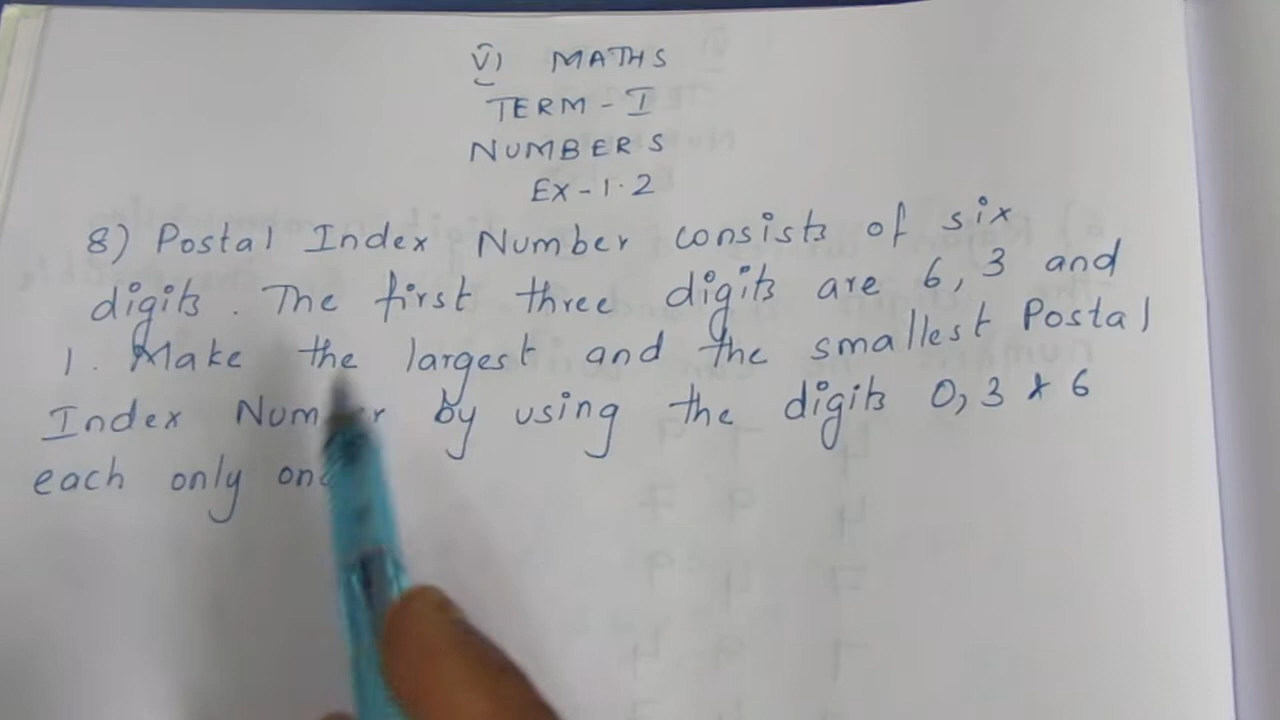 VI MATHS
TERM - I
NUMBERS
EX - 1.2
8) Postal Index Number consists of six
digits. The first three digits are 6, 3 and
1. Make the largest and the smallest Postal
Index by using the digits 0, 3 & 6
each only